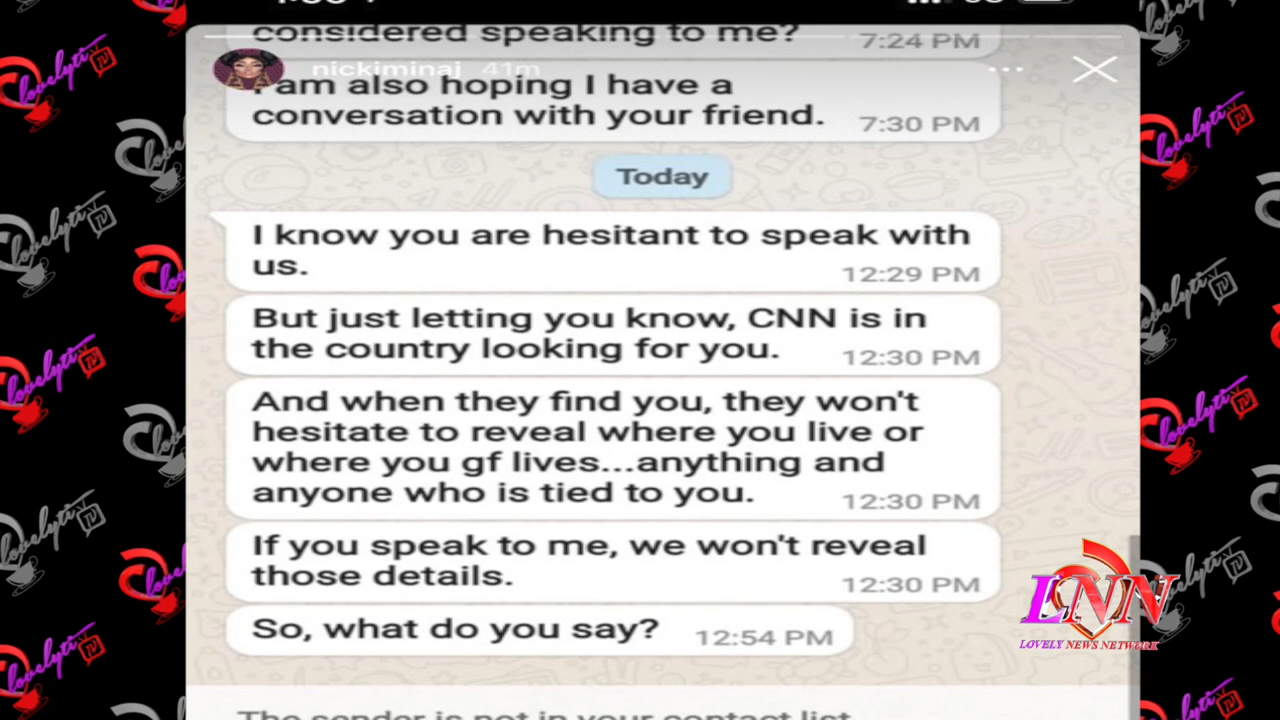 considered speaking to me?
7:24 PM
nickiminaj 41m
I am also hoping I have a
conversation with your friend.
7:30 PM
Today
I know you are hesitant to speak with
us.
12:29 PM
But just letting you know, CNN is in
the country looking for you.
12:30 PM
And when they find you, they won't
hesitate to reveal where you live or
where you gf lives...anything and
anyone who is tied to you.
12:30 PM
If you speak to me, we won't reveal
those details.
12:30 PM
So, what do you say?
12:54 PM
The sender is not in your contact list
LNN
LOVELY NEWS NETWORK
Lovelyti TV